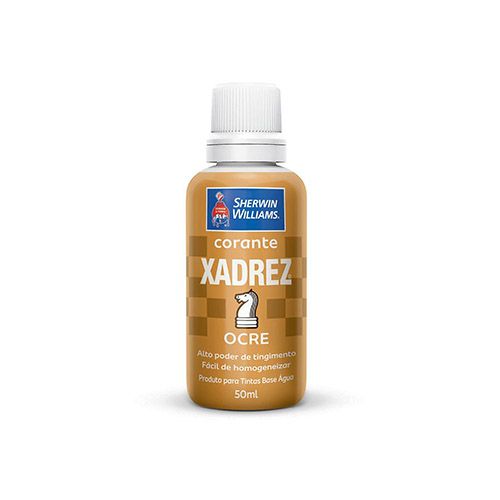 SHERWIN
WILLIAMS.
corante
XADREZ
OCRE
Alto poder de tingimento
Fácil de homogeneizar
Produto para Tintas Base Água
50ml